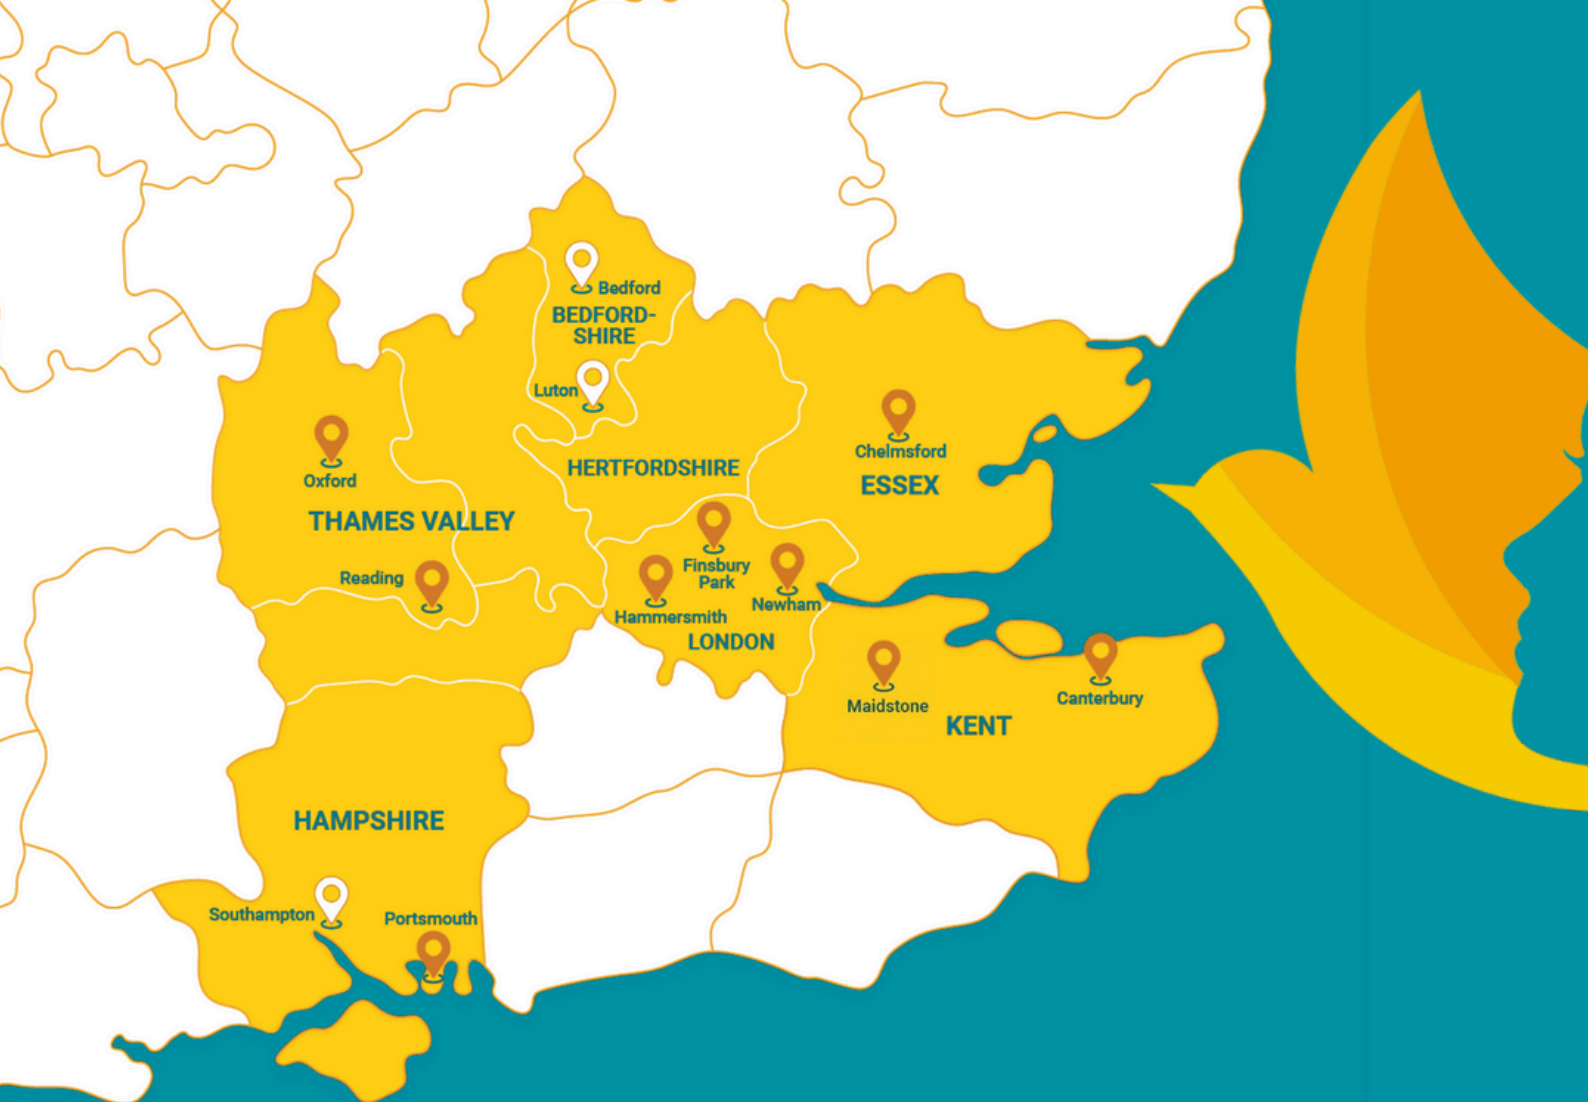 Bedford
BEDFORD-
SHIRE
Luton
Chelmsford
Oxford
HERTFORDSHIRE
ESSEX
THAMES VALLEY
Finsbury
Park
Reading
Newham
Hammersmith
LONDON
Maidstone
Canterbury
KENT
HAMPSHIRE
Southampton
Portsmouth